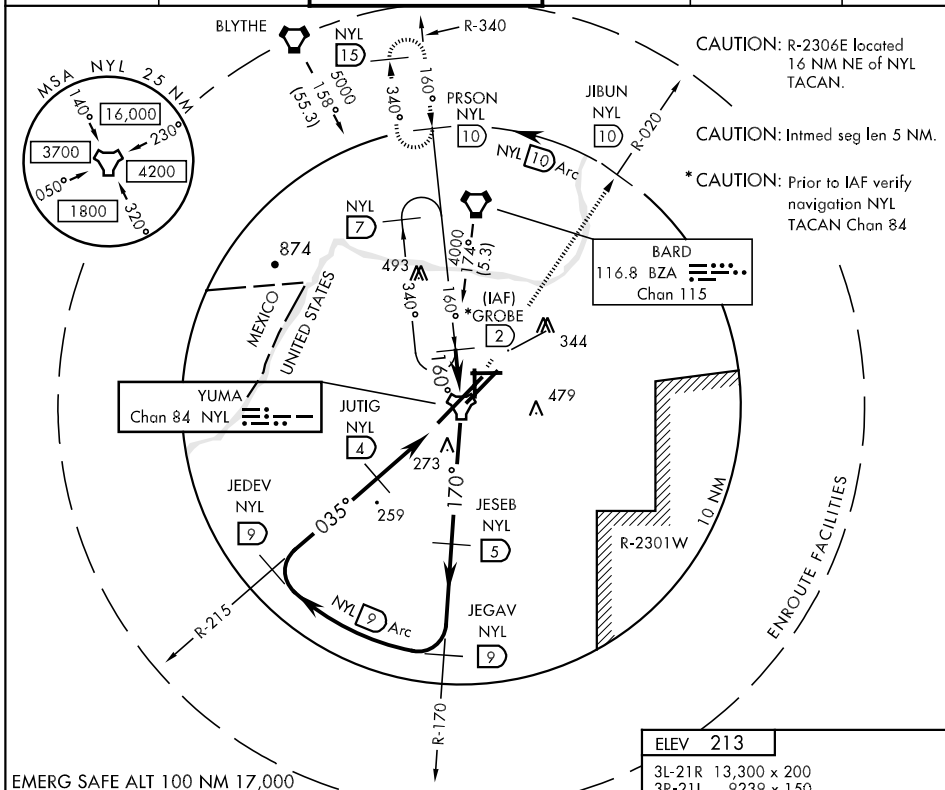 BLYTHE
NYL
15
R-340
5000
158°
(55.3)
340°
160°
PRSON
NYL
10
JIBUN
NYL
10
R-020
NYL 10 Arc
CAUTION: R-2306E located
16 NM NE of NYL
TACAN.
CAUTION: Intmed seg len 5 NM.
* CAUTION: Prior to IAF verify
navigation NYL
TACAN Chan 84
MSA NYL 25 NM
140°
16,000
230°
3700
4200
050°
1800
320°
NYL
7
874
493
340°
4000
174°
(5.3)
160°
BARD
116.8 BZA
Chan 115
(IAF)
*GROBE
2
344
MEXICO
UNITED STATES
160°
YUMA
Chan 84 NYL
JUTIG
NYL
4
479
273
259
035°
170°
JEDEV
NYL
9
JESEB
NYL
5
R-2301W
10 NM
ENROUTE FACILITIES
NYL 9 Arc
JEGAV
NYL
9
R-215
R-170
EMERG SAFE ALT 100 NM 17,000
ELEV 213
3L-21R 13,300 x 200
3R-21L 9239 x 150